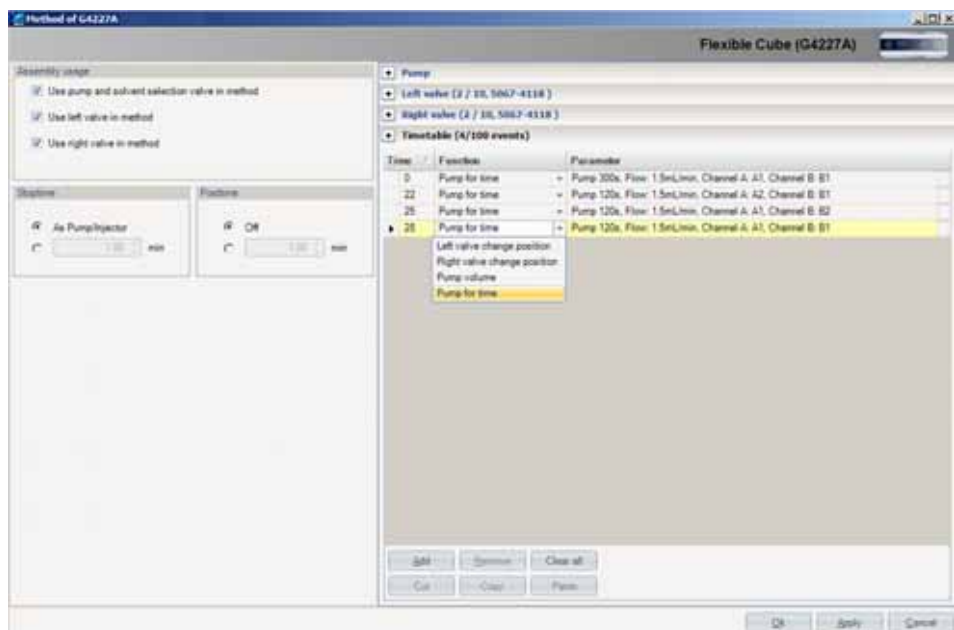 Method of G4227A
Flexible Cube (G4227A)
Assembly usage
Use pump and solvent selection valve in method
Use left valve in method
Use right valve in method
Stoptime
Posttime
As Pump/Injector
Off
1.00 min
1.00 min
Pump
Left valve (2 / 10, 5067-4118 )
Right valve (2 / 10, 5067-4118 )
Timetable (4/100 events)
Time Function Parameter
0 Pump for time Pump 300s, Flow: 1.5mL/min, Channel A: A1, Channel B: B1
22 Pump for time Pump 120s, Flow: 1.5mL/min, Channel A: A2, Channel B: B1
25 Pump for time Pump 120s, Flow: 1.5mL/min, Channel A: A1, Channel B: B2
28 Pump for time Pump 120s, Flow: 1.5mL/min, Channel A: A1, Channel B: B1
Left valve change position
Right valve change position
Pump volume
Pump for time
Add Remove Clear all
Cut Copy Paste
Ok Apply Cancel